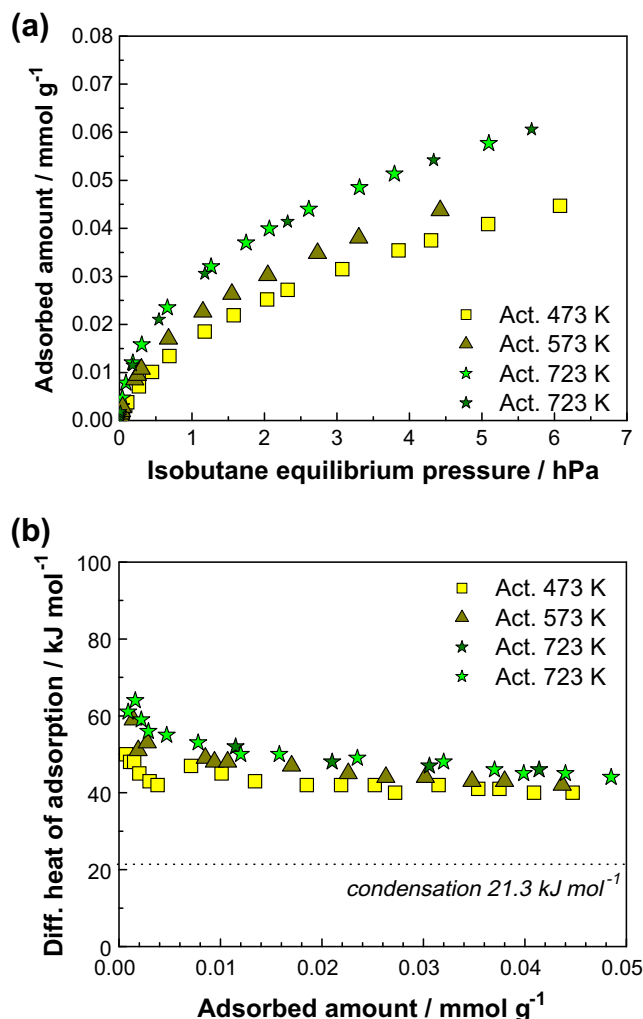 (a)
0.08
0.07
0.06
0.05
0.04
0.03
0.02
0.01
0.00
Adsorbed amount / mmol g⁻¹
Act. 473 K
Act. 573 K
Act. 723 K
Act. 723 K
0 1 2 3 4 5 6 7
Isobutane equilibrium pressure / hPa
(b)
100
80
60
40
20
0
Diff. heat of adsorption / kJ mol⁻¹
Act. 473 K
Act. 573 K
Act. 723 K
Act. 723 K
condensation 21.3 kJ mol⁻¹
0.00 0.01 0.02 0.03 0.04 0.05
Adsorbed amount / mmol g⁻¹